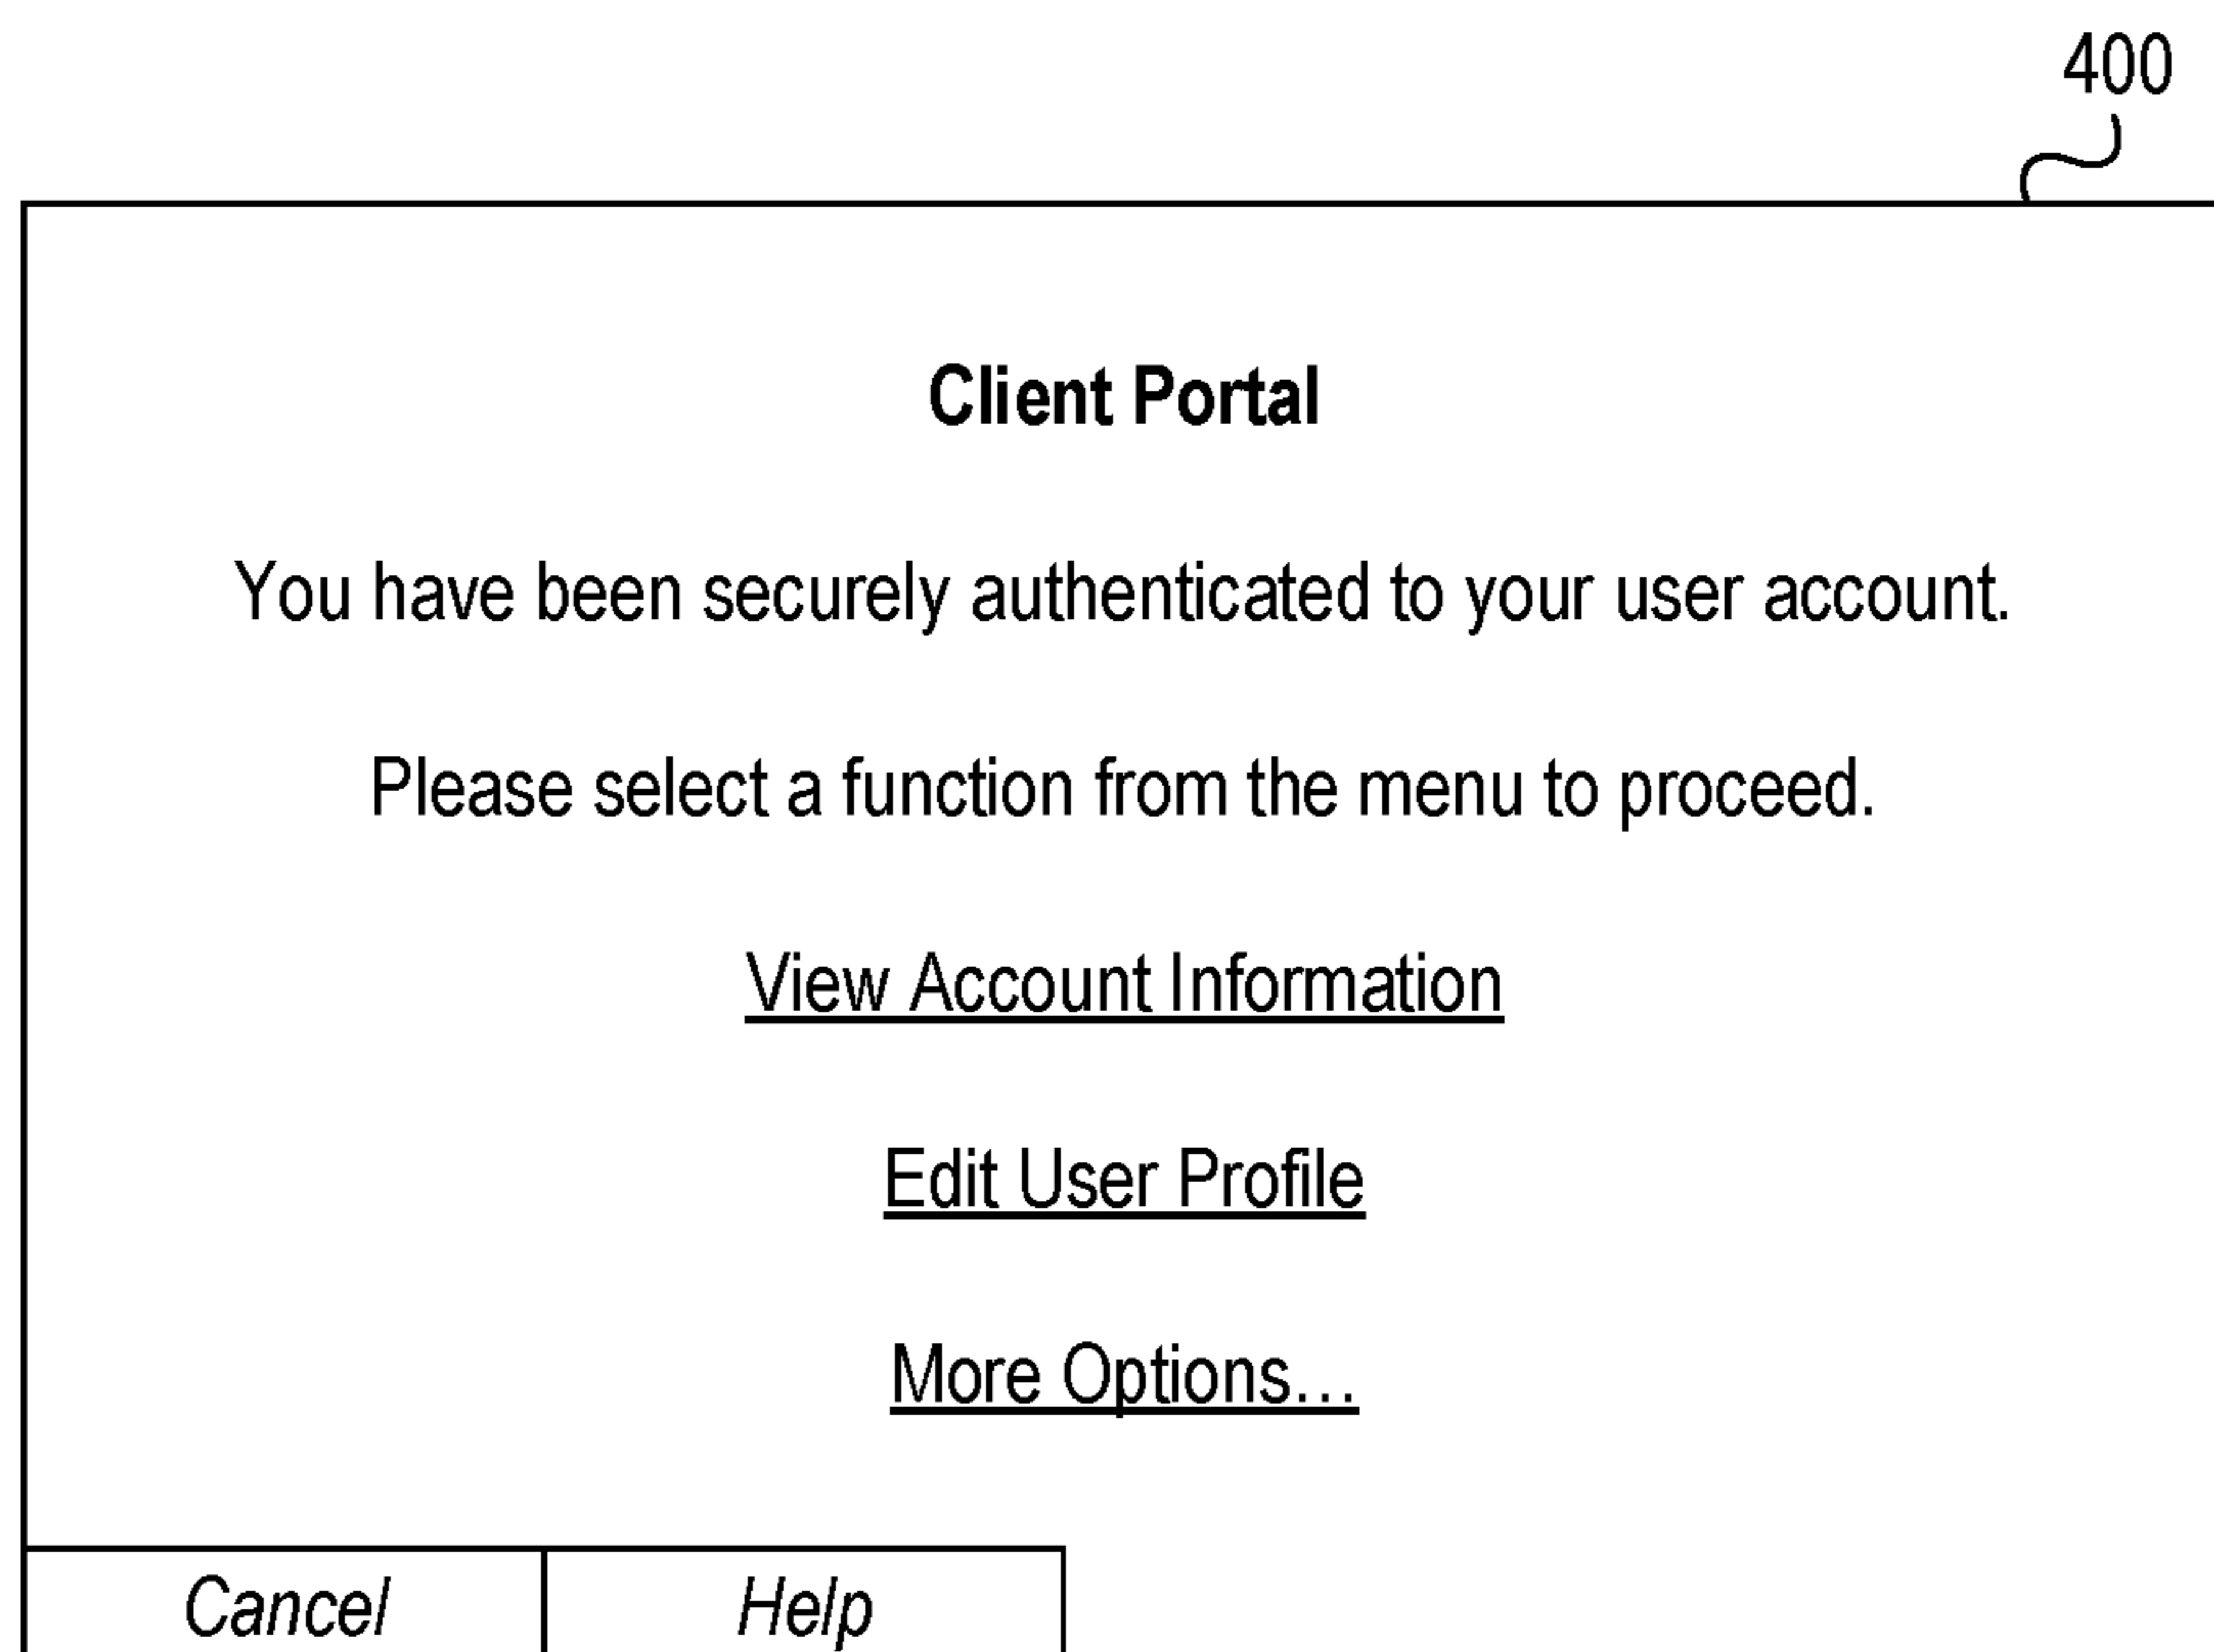 400
Client Portal
You have been securely authenticated to your user account.
Please select a function from the menu to proceed.
View Account Information
Edit User Profile
More Options...
Cancel Help